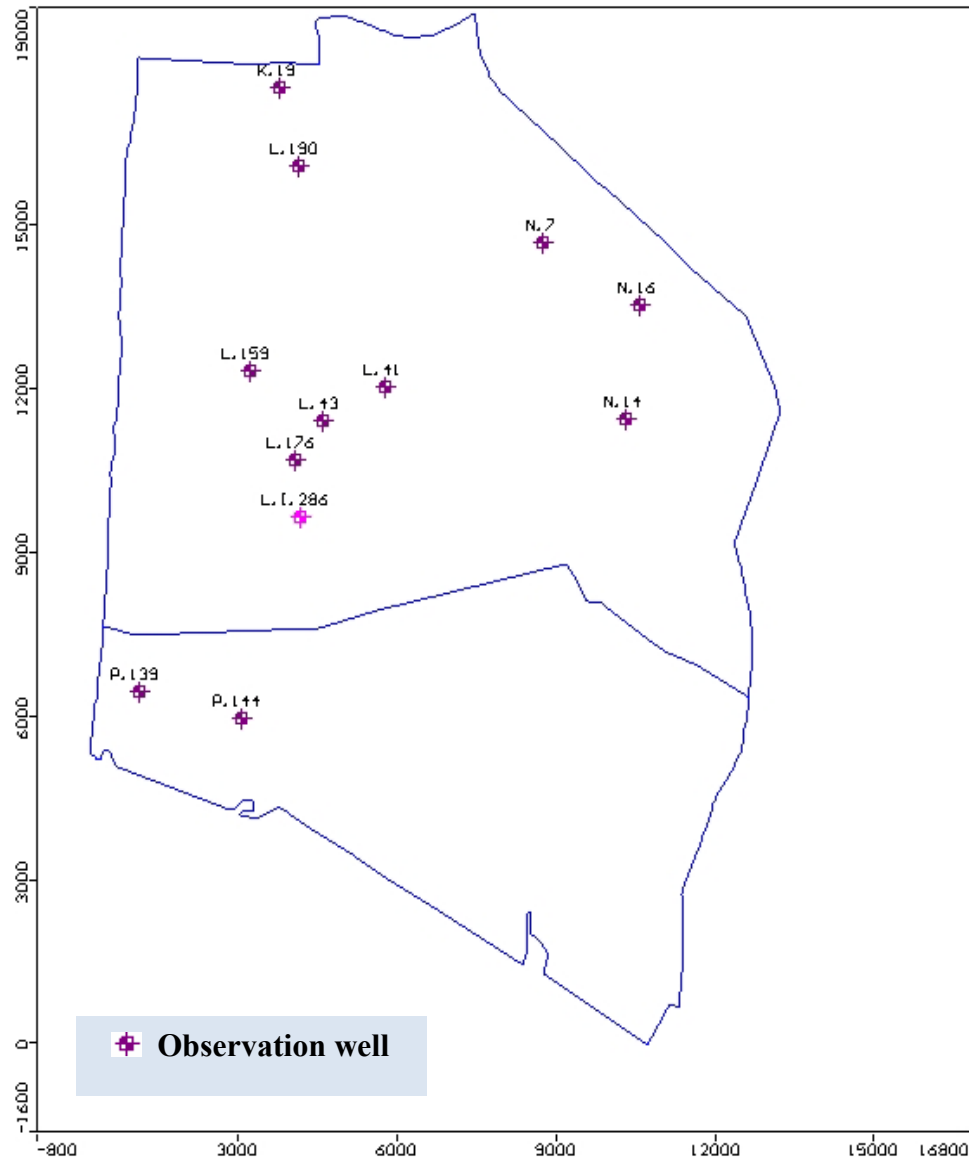 19000
K.19
L.190
15000
N.7
N.16
L.159
L.41
12000
L.43
N.14
L.176
L.I.286
9000
P.139
P.144
6000
3000
0
Observation well
-1600
-800 3000 6000 9000 12000 15000 16800